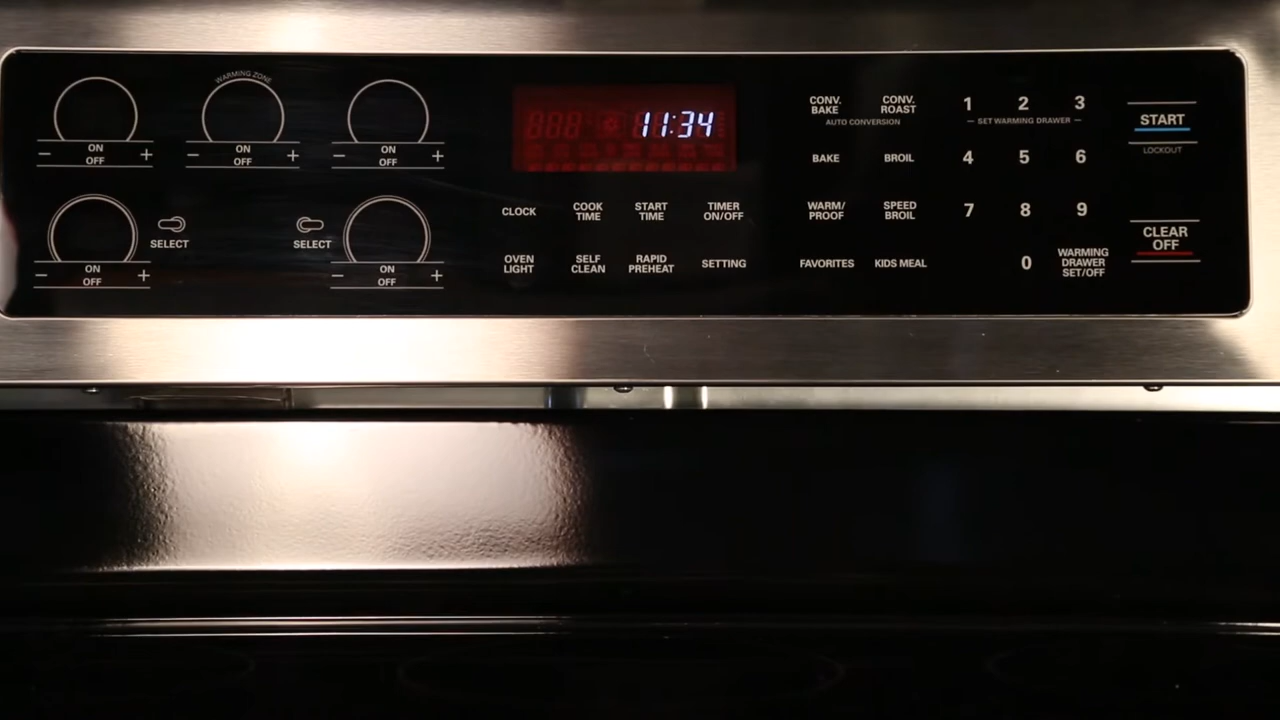 WARMING ZONE
− ON OFF +
− ON OFF +
− ON OFF +
SELECT
SELECT
− ON OFF +
− ON OFF +
11:34
CLOCK
COOK TIME
START TIME
TIMER ON/OFF
OVEN LIGHT
SELF CLEAN
RAPID PREHEAT
SETTING
CONV. BAKE
CONV. ROAST
AUTO CONVERSION
BAKE
BROIL
WARM/ PROOF
SPEED BROIL
FAVORITES
KIDS MEAL
1 2 3
— SET WARMING DRAWER —
4 5 6
7 8 9
0
WARMING DRAWER SET/OFF
START
LOCKOUT
CLEAR OFF